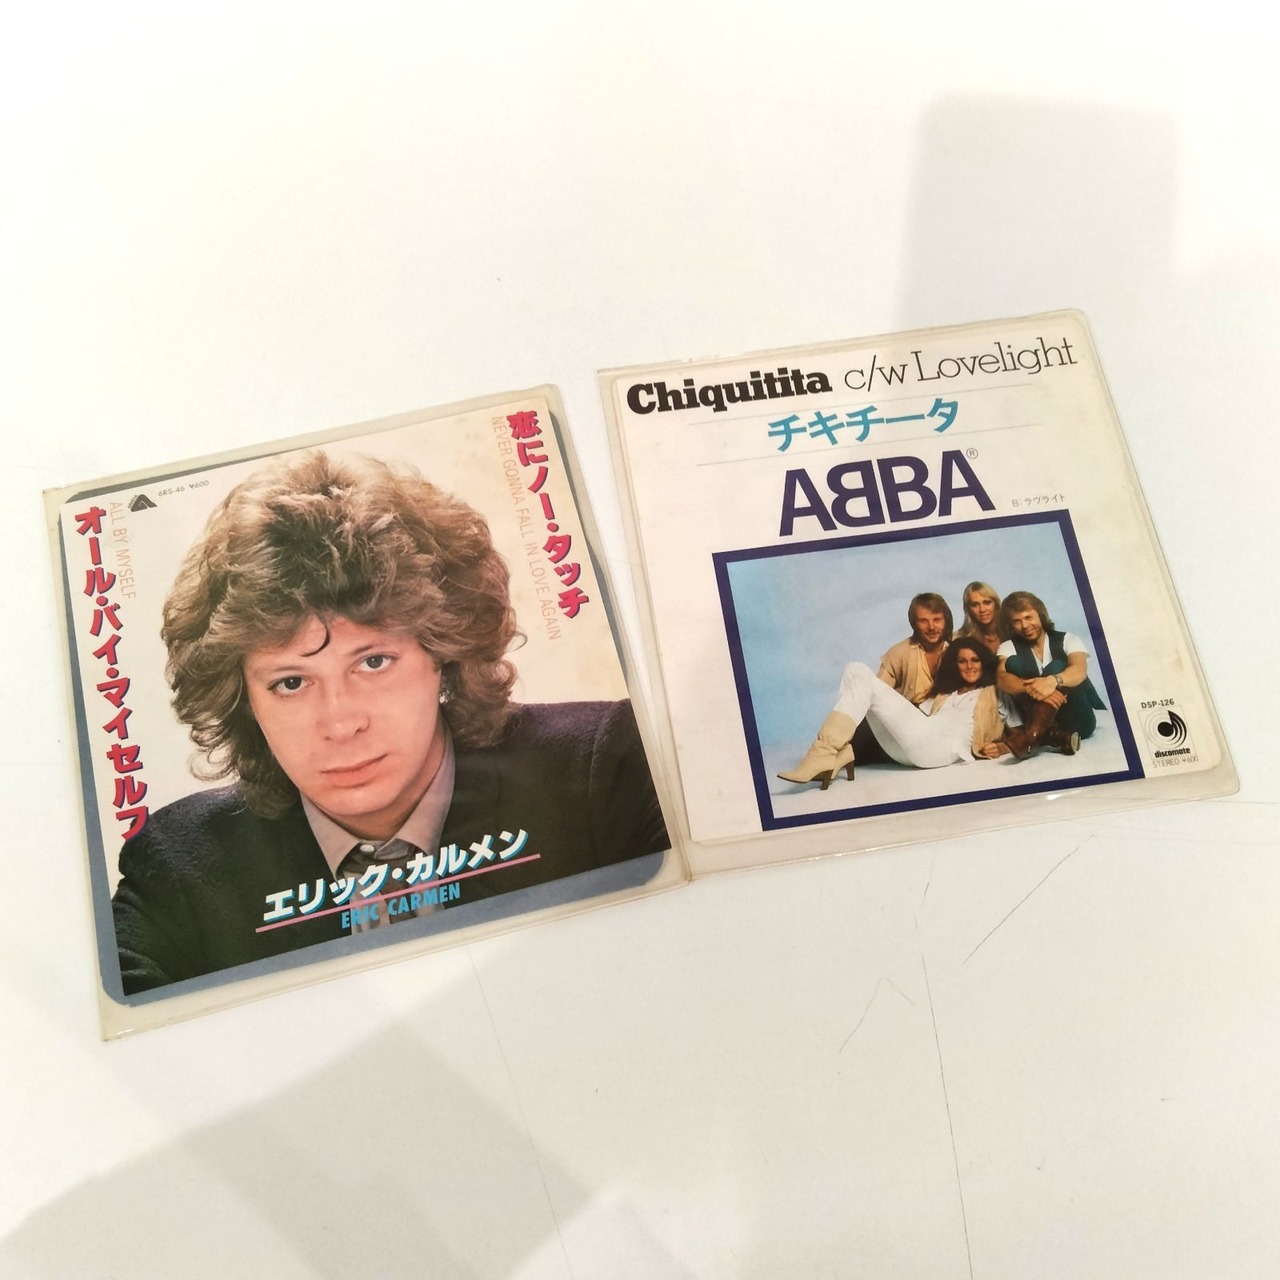 6RS-46 ¥600
恋にノー・タッチ
NEVER GONNA FALL IN LOVE AGAIN
ALL BY MYSELF
オール・バイ・マイセルフ
エリック・カルメン
ERIC CARMEN
Chiquitita c/w Lovelight
チキチータ
ABBA®
B:ラヴライト
DSP-126
discomate
STEREO ¥600